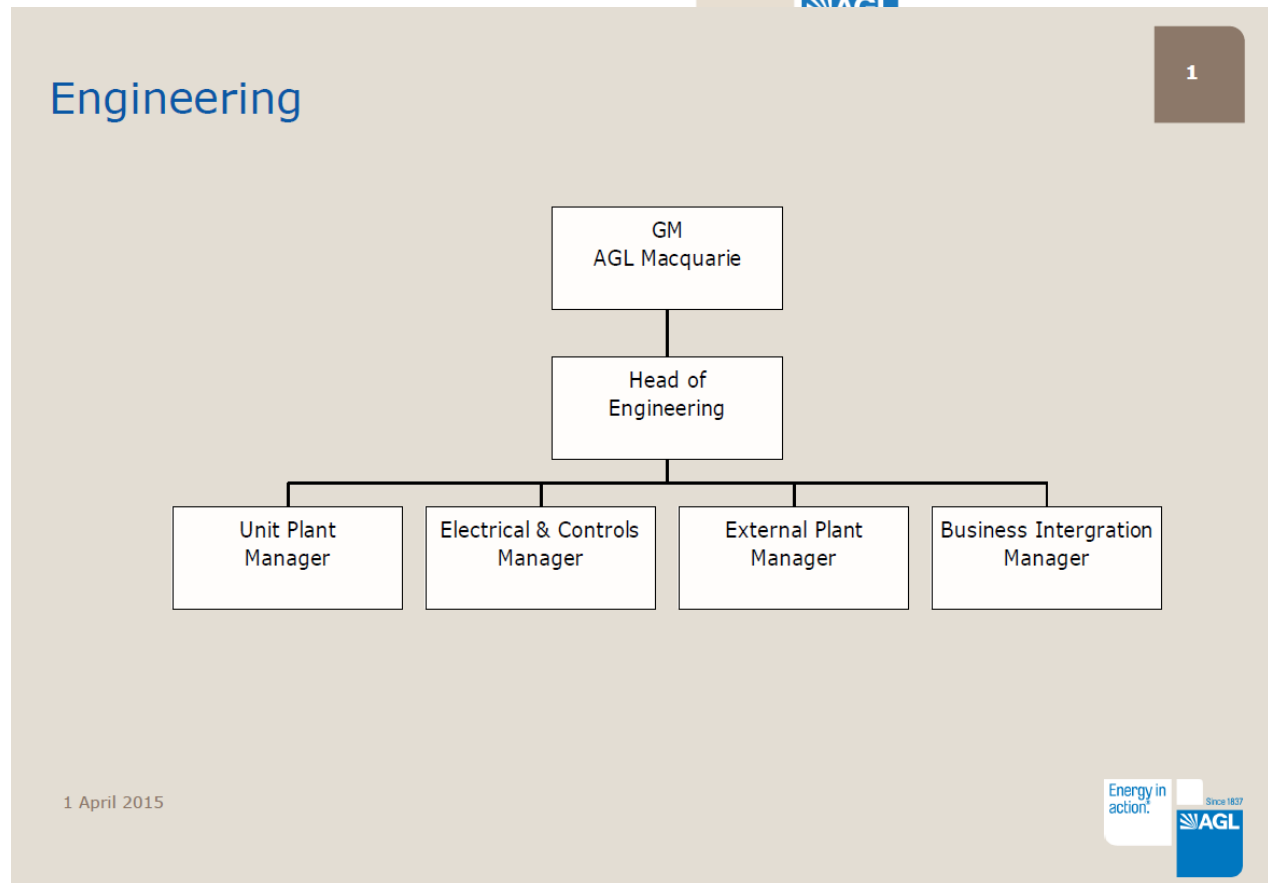 AGL
1
Engineering
GM
AGL Macquarie
Head of
Engineering
Unit Plant
Manager
Electrical & Controls
Manager
External Plant
Manager
Business Intergration
Manager
1 April 2015
Energy in
action.®
Since 1837
AGL